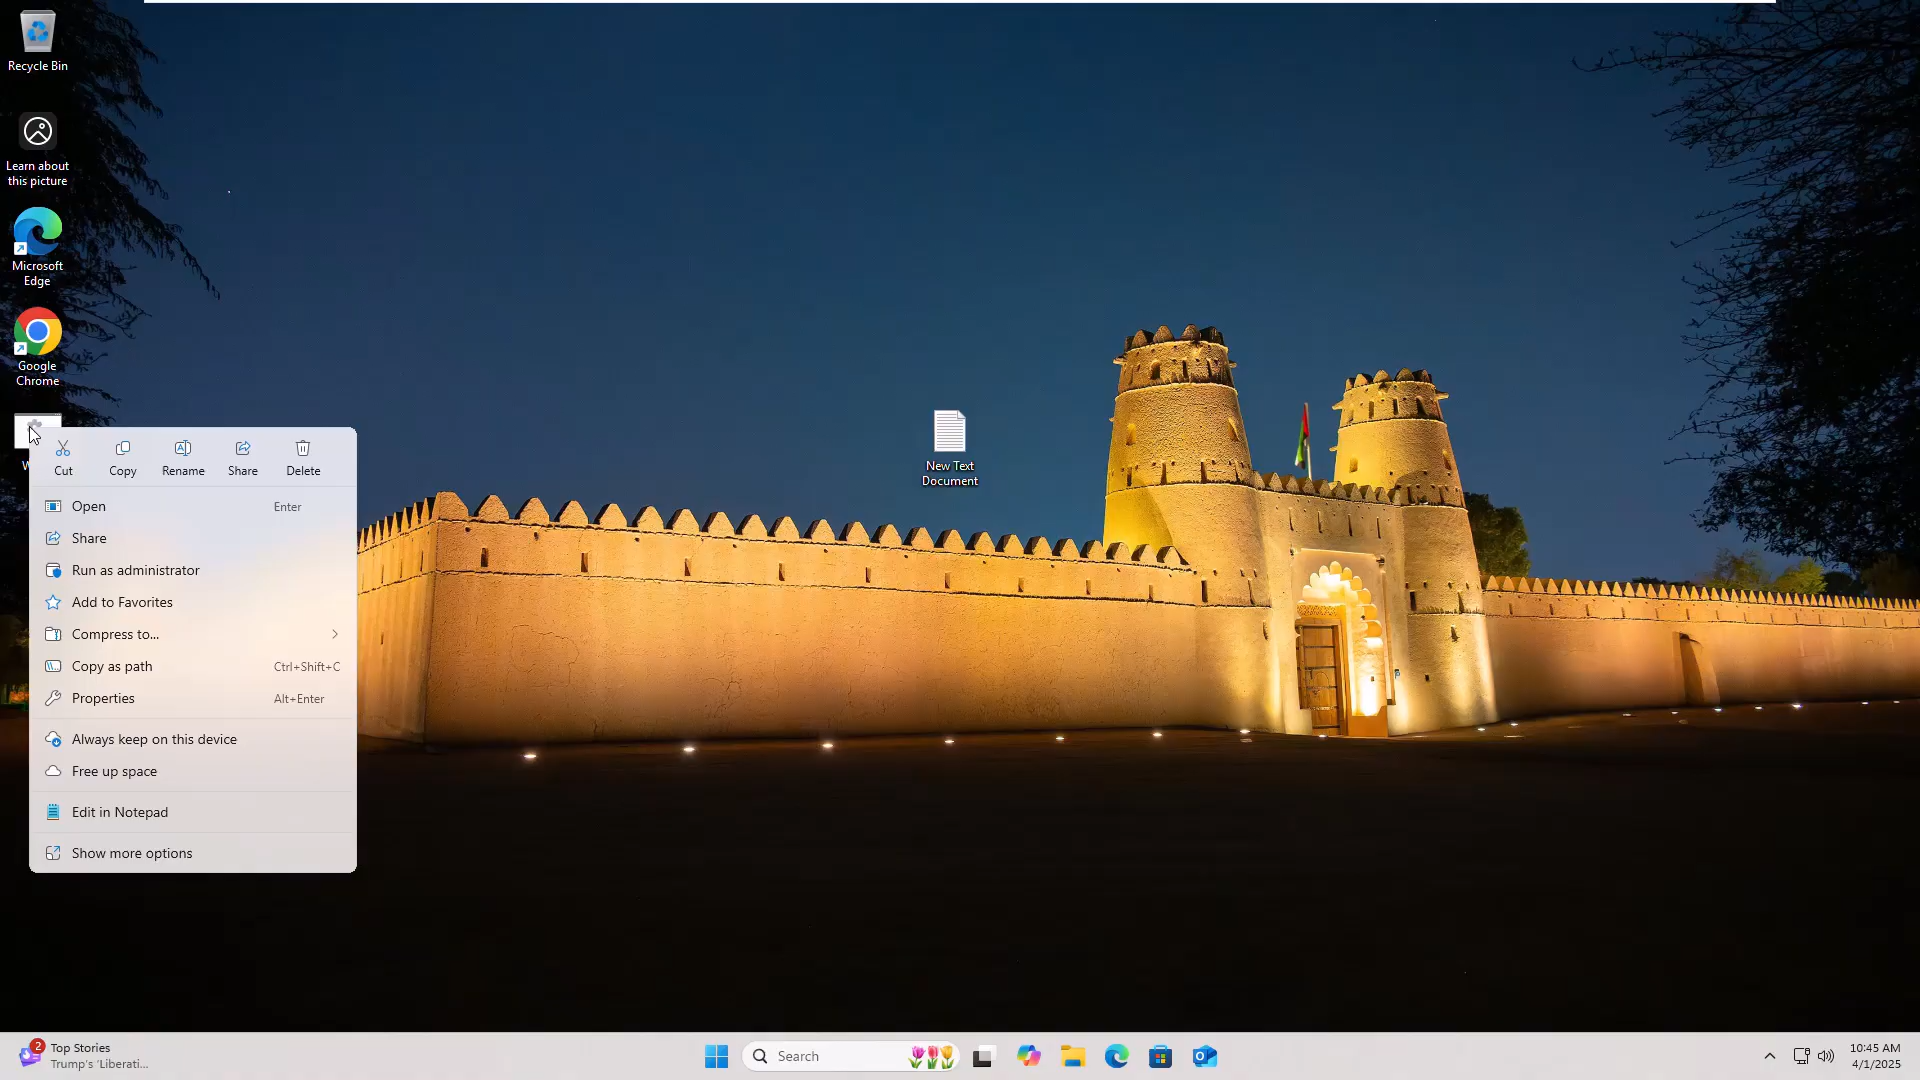 Recycle Bin
Learn about
this picture
Microsoft
Edge
Google
Chrome
Cut
Copy
Rename
Share
Delete
Open Enter
Share
Run as administrator
Add to Favorites
Compress to...
Copy as path Ctrl+Shift+C
Properties Alt+Enter
Always keep on this device
Free up space
Edit in Notepad
Show more options
New Text
Document
2
Top Stories
Trump's 'Liberati...
Search
10:45 AM
4/1/2025